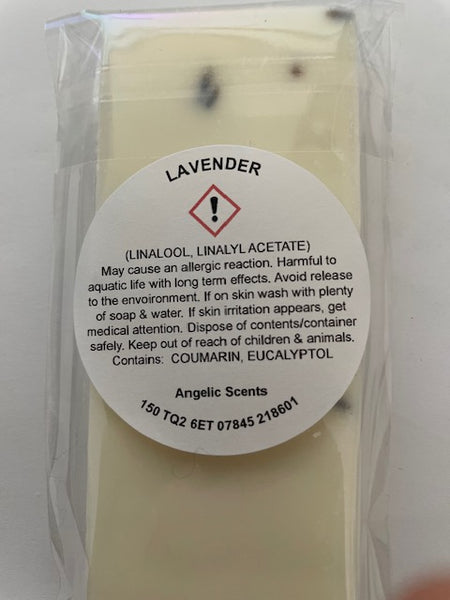 LAVENDER
!
(LINALOOL, LINALYL ACETATE)
May cause an allergic reaction. Harmful to
aquatic life with long term effects. Avoid release
to the envoironment. If on skin wash with plenty
of soap & water. If skin irritation appears, get
medical attention. Dispose of contents/container
safely. Keep out of reach of children & animals.
Contains: COUMARIN, EUCALYPTOL
Angelic Scents
150 TQ2 6ET 07845 218601